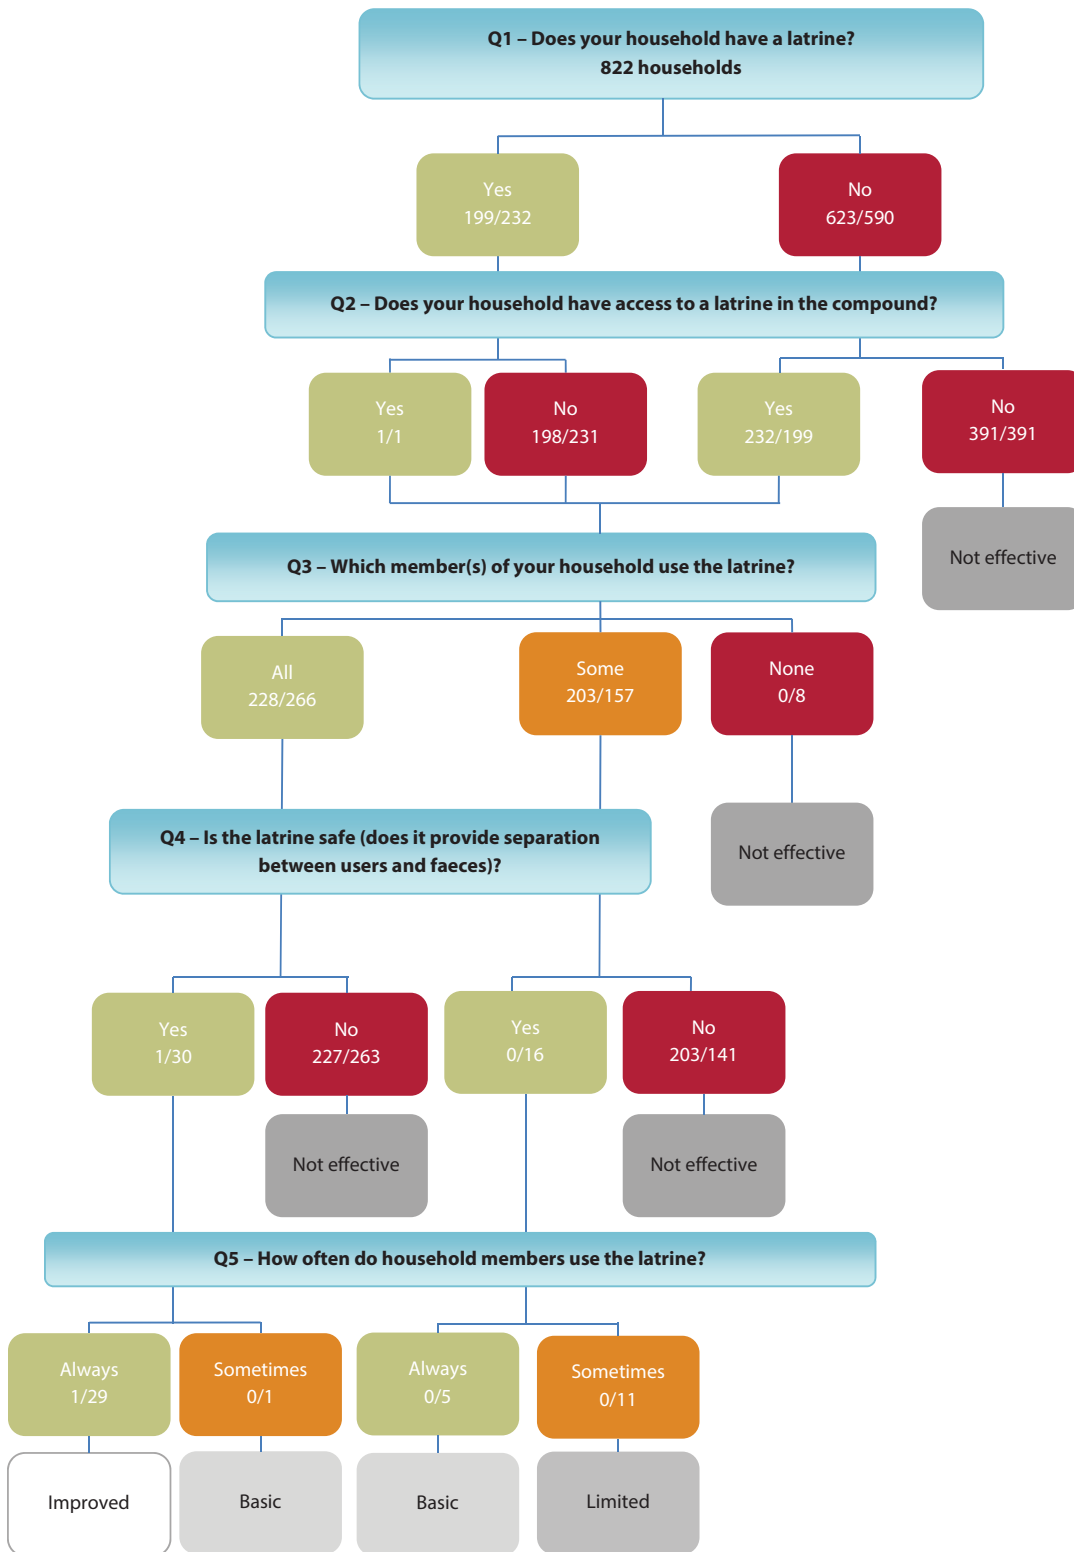 Q1 – Does your household have a latrine?
822 households
Yes
199/232
No
623/590
Q2 – Does your household have access to a latrine in the compound?
Yes
1/1
No
198/231
Yes
232/199
No
391/391
Not effective
Q3 – Which member(s) of your household use the latrine?
All
228/266
Some
203/157
None
0/8
Not effective
Q4 – Is the latrine safe (does it provide separation
between users and faeces)?
Yes
1/30
No
227/263
Yes
0/16
No
203/141
Not effective
Not effective
Q5 – How often do household members use the latrine?
Always
1/29
Sometimes
0/1
Always
0/5
Sometimes
0/11
Improved
Basic
Basic
Limited